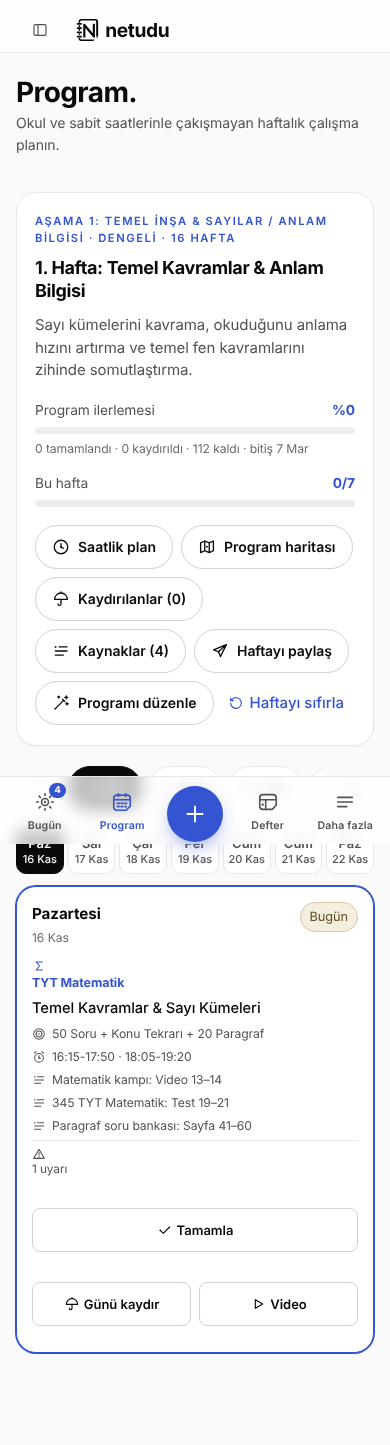 netudu
Program.
Okul ve sabit saatlerinle çakışmayan haftalık çalışma
planın.
AŞAMA 1: TEMEL İNŞA & SAYILAR / ANLAM
BİLGİSİ · DENGELİ · 16 HAFTA
1. Hafta: Temel Kavramlar & Anlam
Bilgisi
Sayı kümelerini kavrama, okuduğunu anlama
hızını artırma ve temel fen kavramlarını
zihinde somutlaştırma.
Program ilerlemesi %0
0 tamamlandı · 0 kaydırıldı · 112 kaldı · bitiş 7 Mar
Bu hafta 0/7
Saatlik plan Program haritası
Kaydırılanlar (0)
Kaynaklar (4) Haftayı paylaş
Programı düzenle Haftayı sıfırla
4
Bugün Program Defter Daha fazla
16 Kas 17 Kas 18 Kas 19 Kas 20 Kas 21 Kas 22 Kas
Pazartesi Bugün
16 Kas
TYT Matematik
Temel Kavramlar & Sayı Kümeleri
50 Soru + Konu Tekrarı + 20 Paragraf
16:15-17:50 · 18:05-19:20
Matematik kampı: Video 13–14
345 TYT Matematik: Test 19–21
Paragraf soru bankası: Sayfa 41–60
1 uyarı
Tamamla
Günü kaydır Video